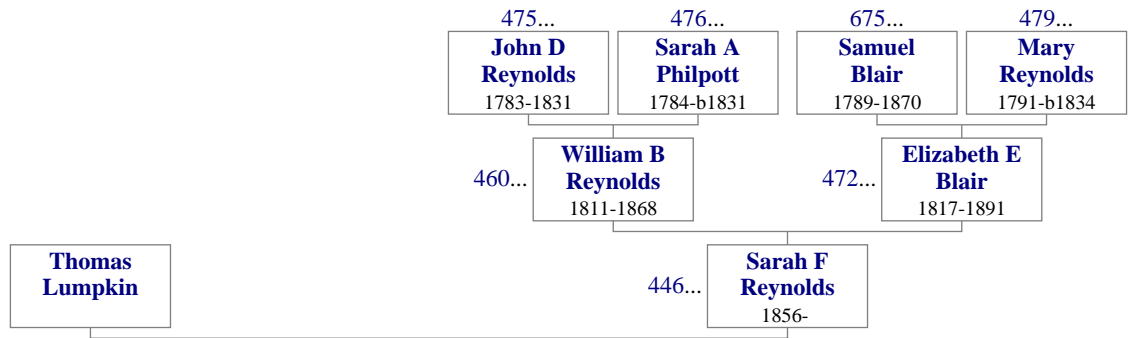 475... 476... 675... 479...
John D Reynolds 1783-1831
Sarah A Philpott 1784-b1831
Samuel Blair 1789-1870
Mary Reynolds 1791-b1834
460...
William B Reynolds 1811-1868
472...
Elizabeth E Blair 1817-1891
Thomas Lumpkin
446...
Sarah F Reynolds 1856-